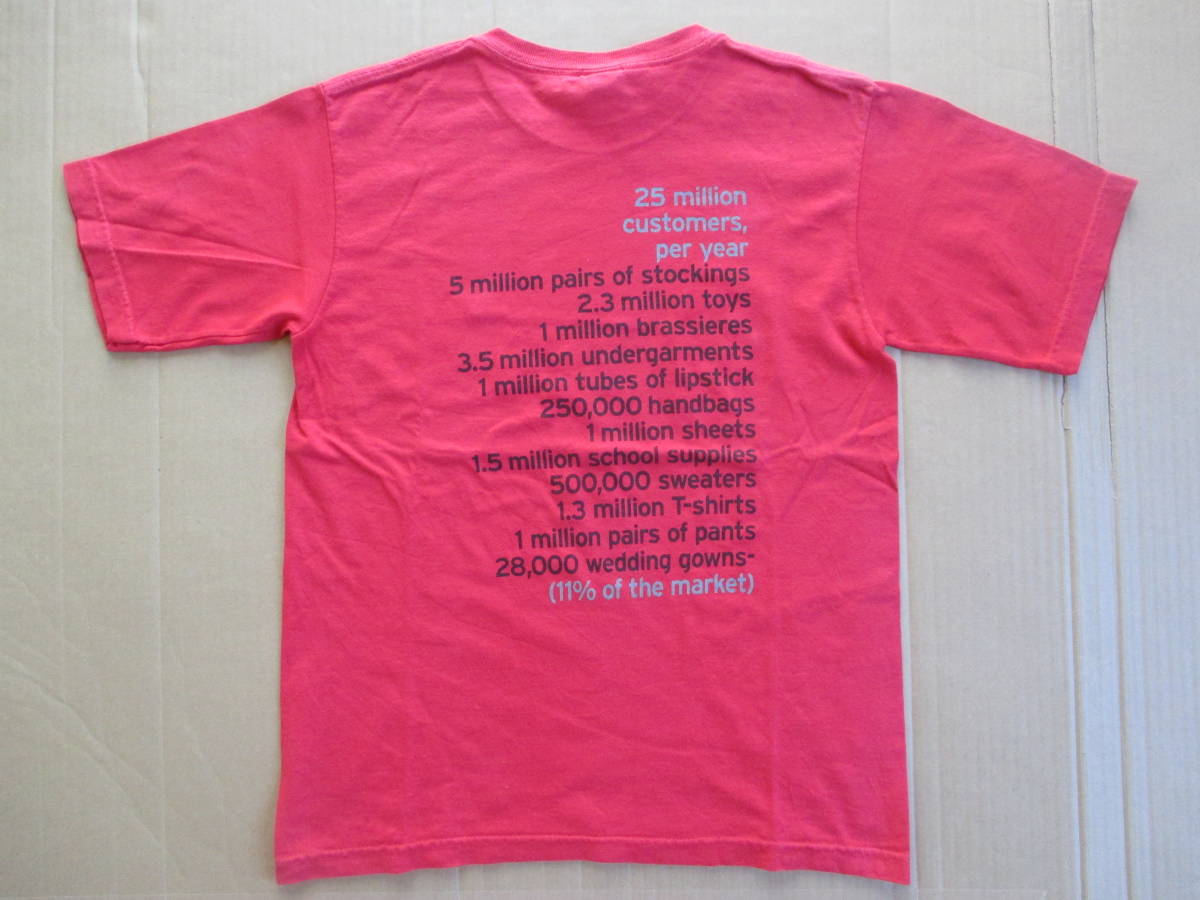 25 million
customers,
per year
5 million pairs of stockings
2.3 million toys
1 million brassieres
3.5 million undergarments
1 million tubes of lipstick
250,000 handbags
1 million sheets
1.5 million school supplies
500,000 sweaters
1.3 million T-shirts
1 million pairs of pants
28,000 wedding gowns-
(11% of the market)